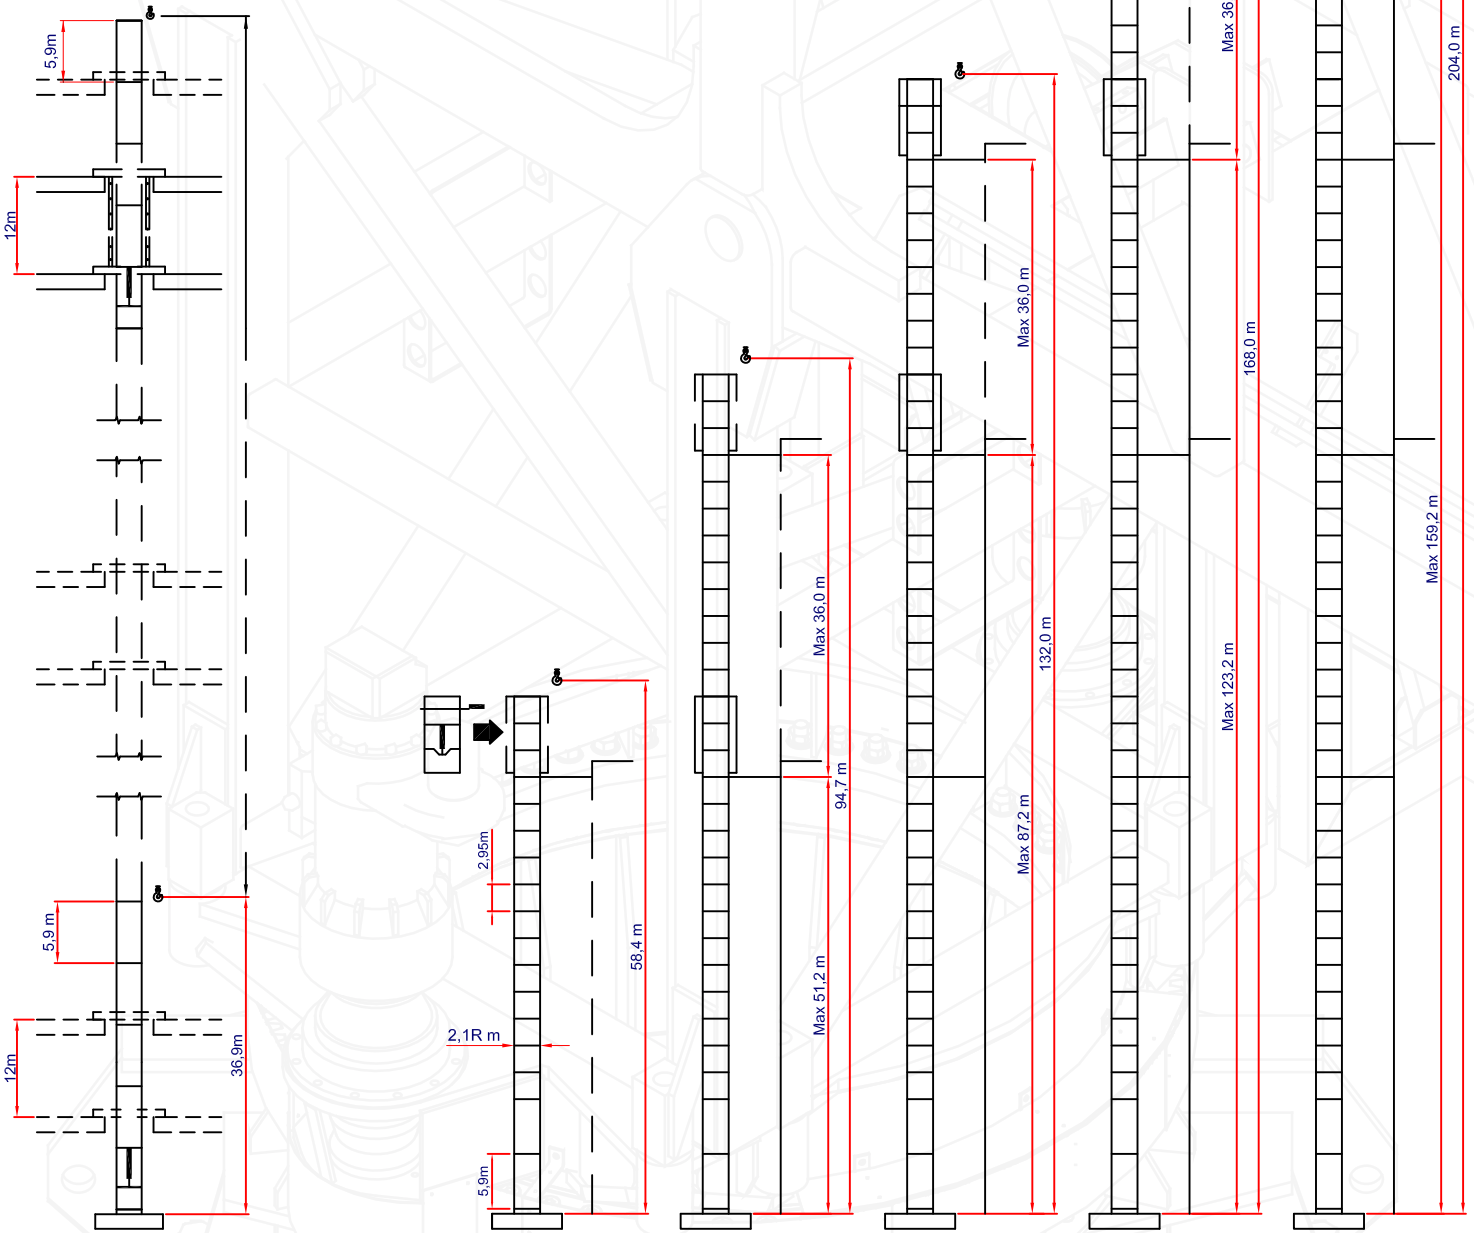 5,9m
12m
5,9 m
12m
36,9m
2,95m
2,1R m
5,9m
58,4 m
Max 36,0 m
94,7 m
Max 51,2 m
Max 36,0 m
132,0 m
Max 87,2 m
Max 36
168,0 m
Max 123,2 m
204,0 m
Max 159,2 m